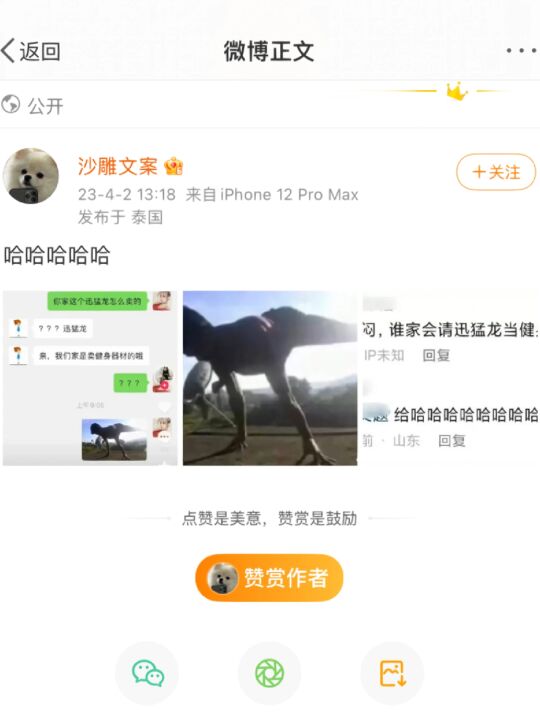 返回
微博正文
公开
沙雕文案
+关注
23-4-2 13:18 来自 iPhone 12 Pro Max
发布于 泰国
哈哈哈哈哈
你家这个迅猛龙怎么卖的
？？？迅猛龙
亲，我们家是卖健身器材的哦
？？？
上午9:05
闷，谁家会请迅猛龙当健身
IP未知 回复
给哈哈哈哈哈哈哈哈哈
前 · 山东 回复
点赞是美意，赞赏是鼓励
赞赏作者